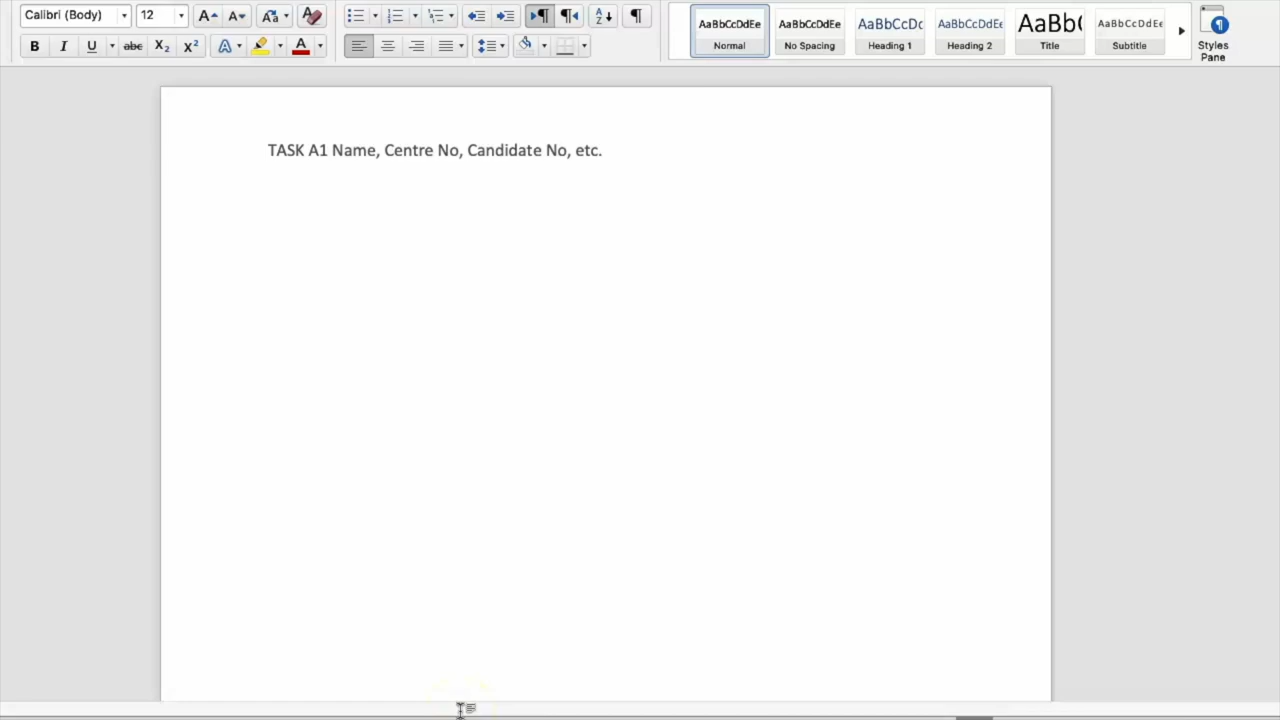 Calibri (Body) 12
B I U abc X₂ X² A A
AaBbCcDdEe AaBbCcDdEe AaBbCcDc AaBbCcDdEe AaBb( AaBbCcDdEe
Normal No Spacing Heading 1 Heading 2 Title Subtitle
Styles
Pane
TASK A1 Name, Centre No, Candidate No, etc.